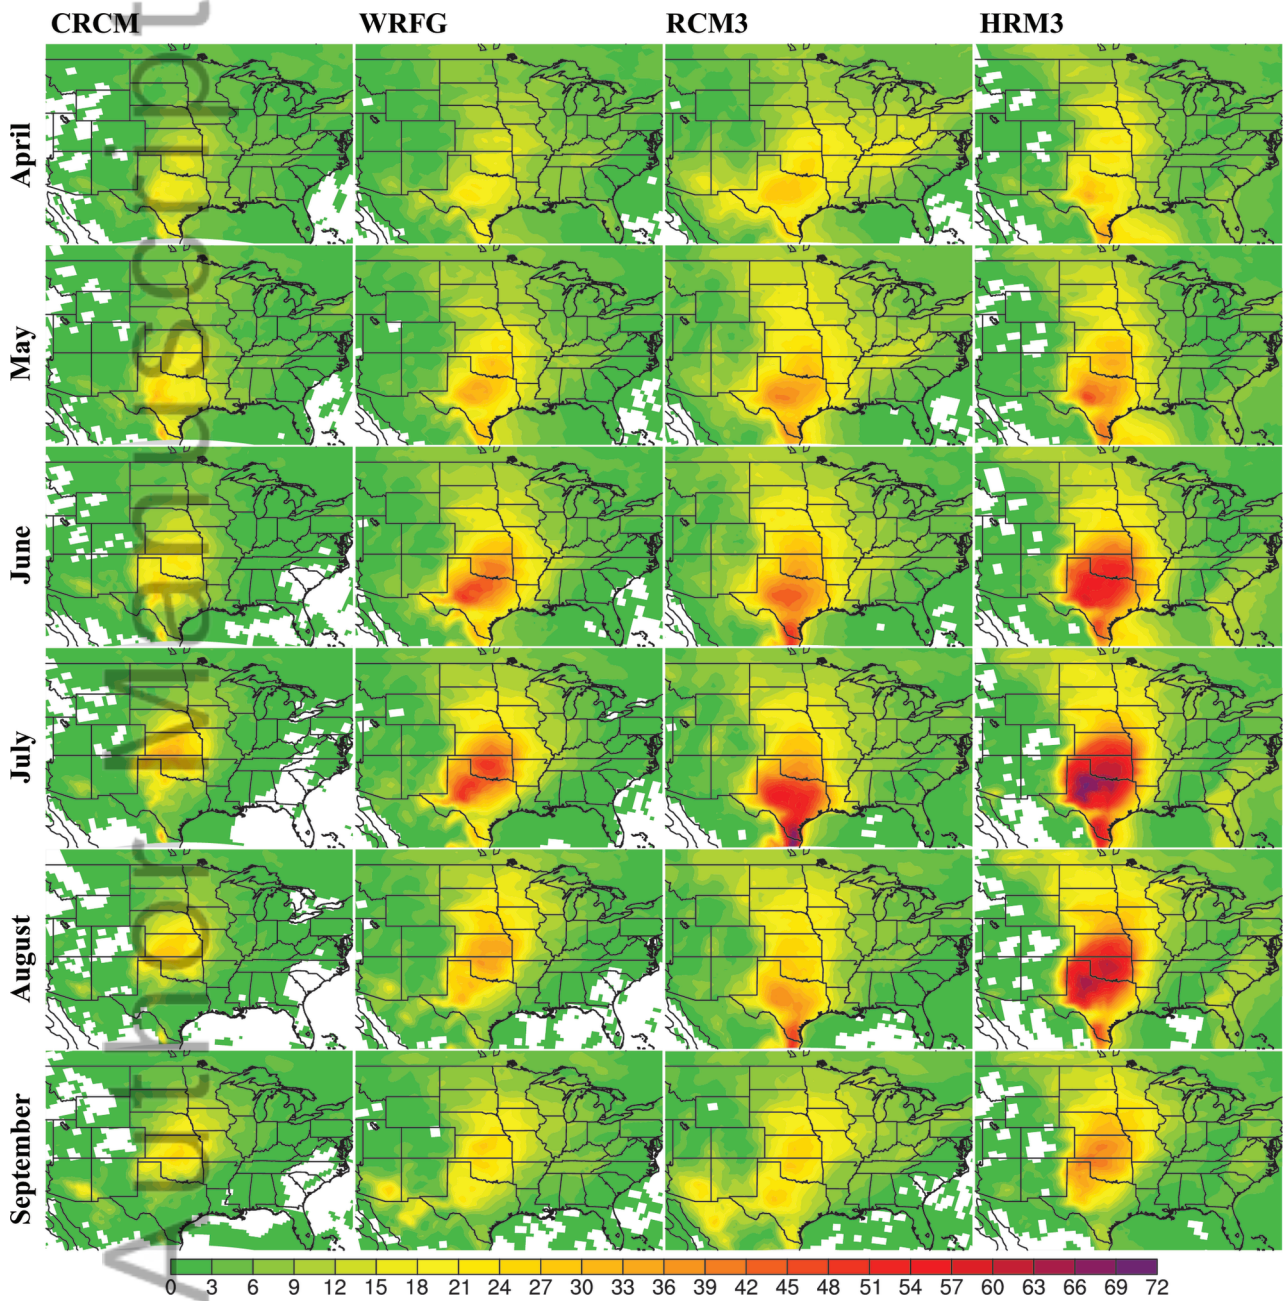 CRCM WRFG RCM3 HRM3
April
May
June
July
August
September
0 3 6 9 12 15 18 21 24 27 30 33 36 39 42 45 48 51 54 57 60 63 66 69 72
Author Manuscript